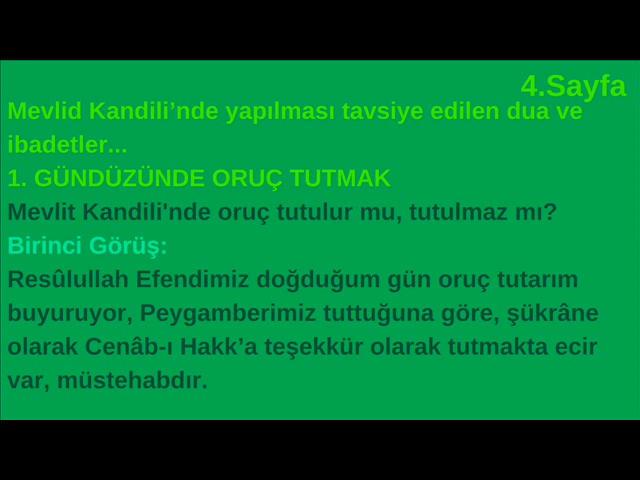 4.Sayfa
Mevlid Kandili’nde yapılması tavsiye edilen dua ve
ibadetler...
1. GÜNDÜZÜNDE ORUÇ TUTMAK
Mevlit Kandili'nde oruç tutulur mu, tutulmaz mı?
Birinci Görüş:
Resûlullah Efendimiz doğduğum gün oruç tutarım
buyuruyor, Peygamberimiz tuttuğuna göre, şükrâne
olarak Cenâb-ı Hakk’a teşekkür olarak tutmakta ecir
var, müstehabdır.